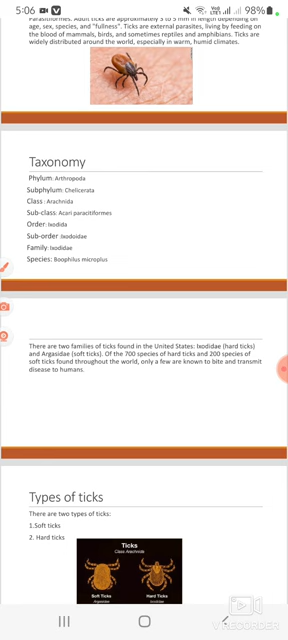 5:06
98%
Parasitiformes. Adult ticks are approximately 3 to 5 mm in length depending on
age, sex, species, and "fullness". Ticks are external parasites, living by feeding on
the blood of mammals, birds, and sometimes reptiles and amphibians. Ticks are
widely distributed around the world, especially in warm, humid climates.
Taxonomy
Phylum: Arthropoda
Subphylum: Chelicerata
Class : Arachnida
Sub-class: Acari paracitiformes
Order: Ixodida
Sub-order :Ixodoidae
Family: Ixodidae
Species: Boophilus microplus
There are two families of ticks found in the United States: Ixodidae (hard ticks)
and Argasidae (soft ticks). Of the 700 species of hard ticks and 200 species of
soft ticks found throughout the world, only a few are known to bite and transmit
disease to humans.
Types of ticks
There are two types of ticks:
1.Soft ticks
2. Hard ticks
Ticks
Class Arachnida
Soft Ticks Hard Ticks
Argasidae Ixodidae
V RECORDER